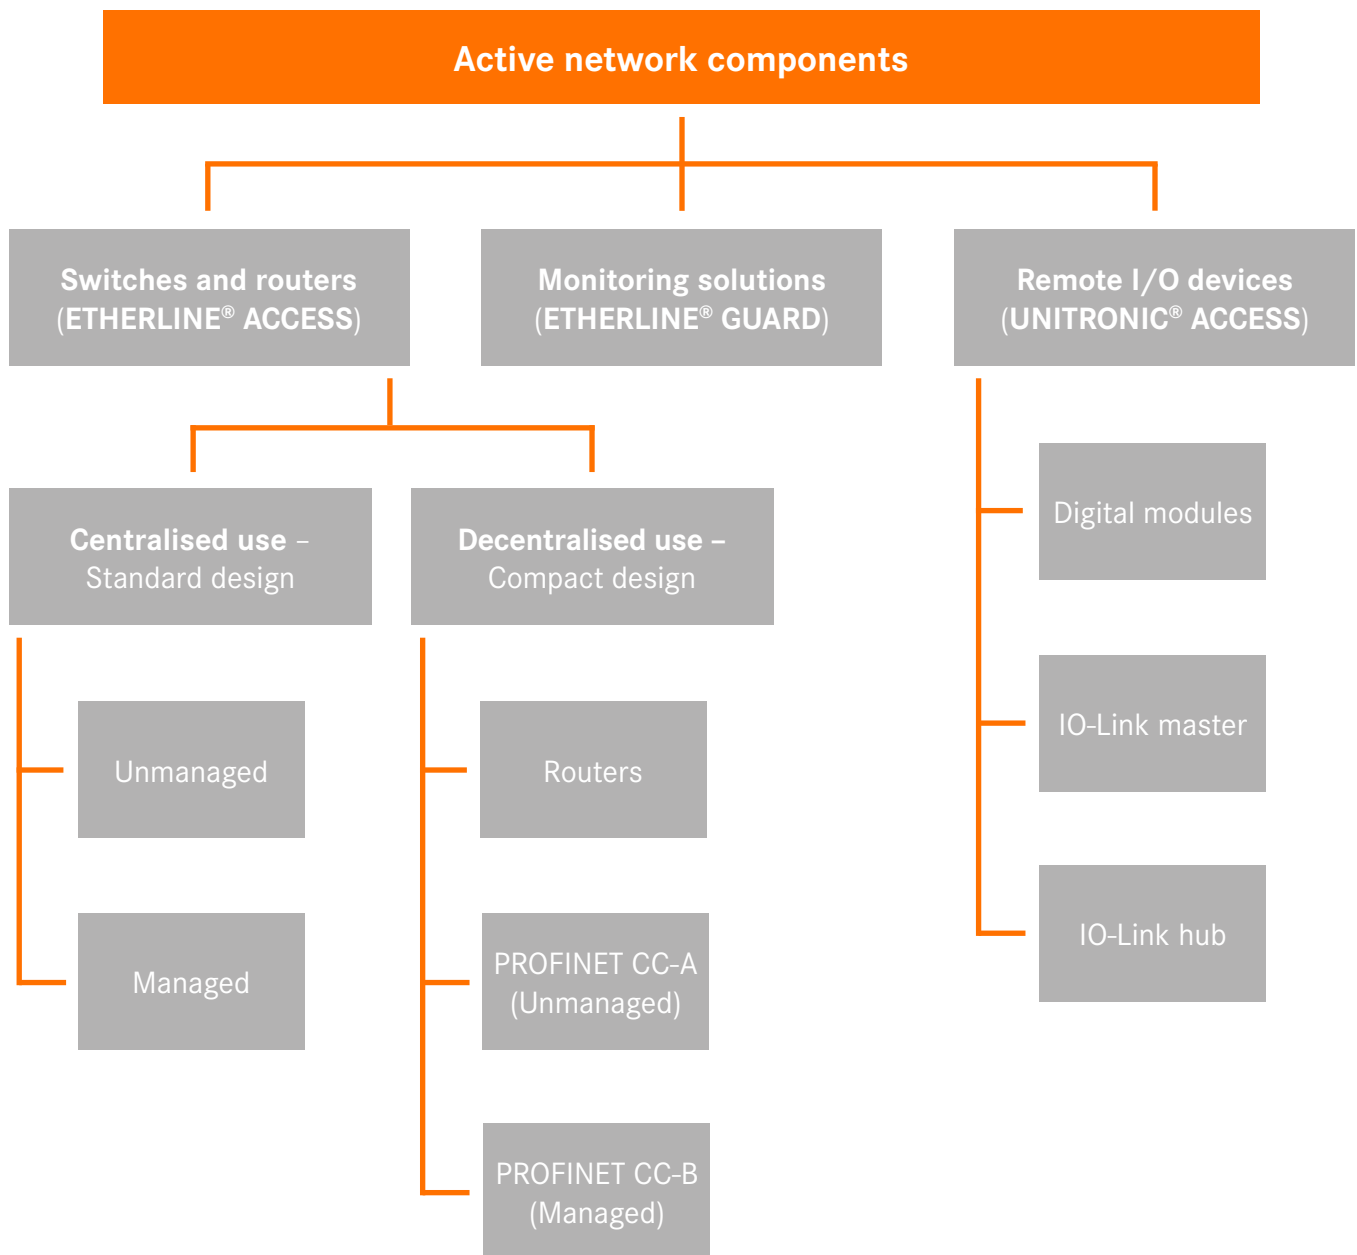 Active network components
Switches and routers
(ETHERLINE® ACCESS)
Monitoring solutions
(ETHERLINE® GUARD)
Remote I/O devices
(UNITRONIC® ACCESS)
Centralised use –
Standard design
Decentralised use –
Compact design
Unmanaged
Managed
Routers
PROFINET CC-A
(Unmanaged)
PROFINET CC-B
(Managed)
Digital modules
IO-Link master
IO-Link hub